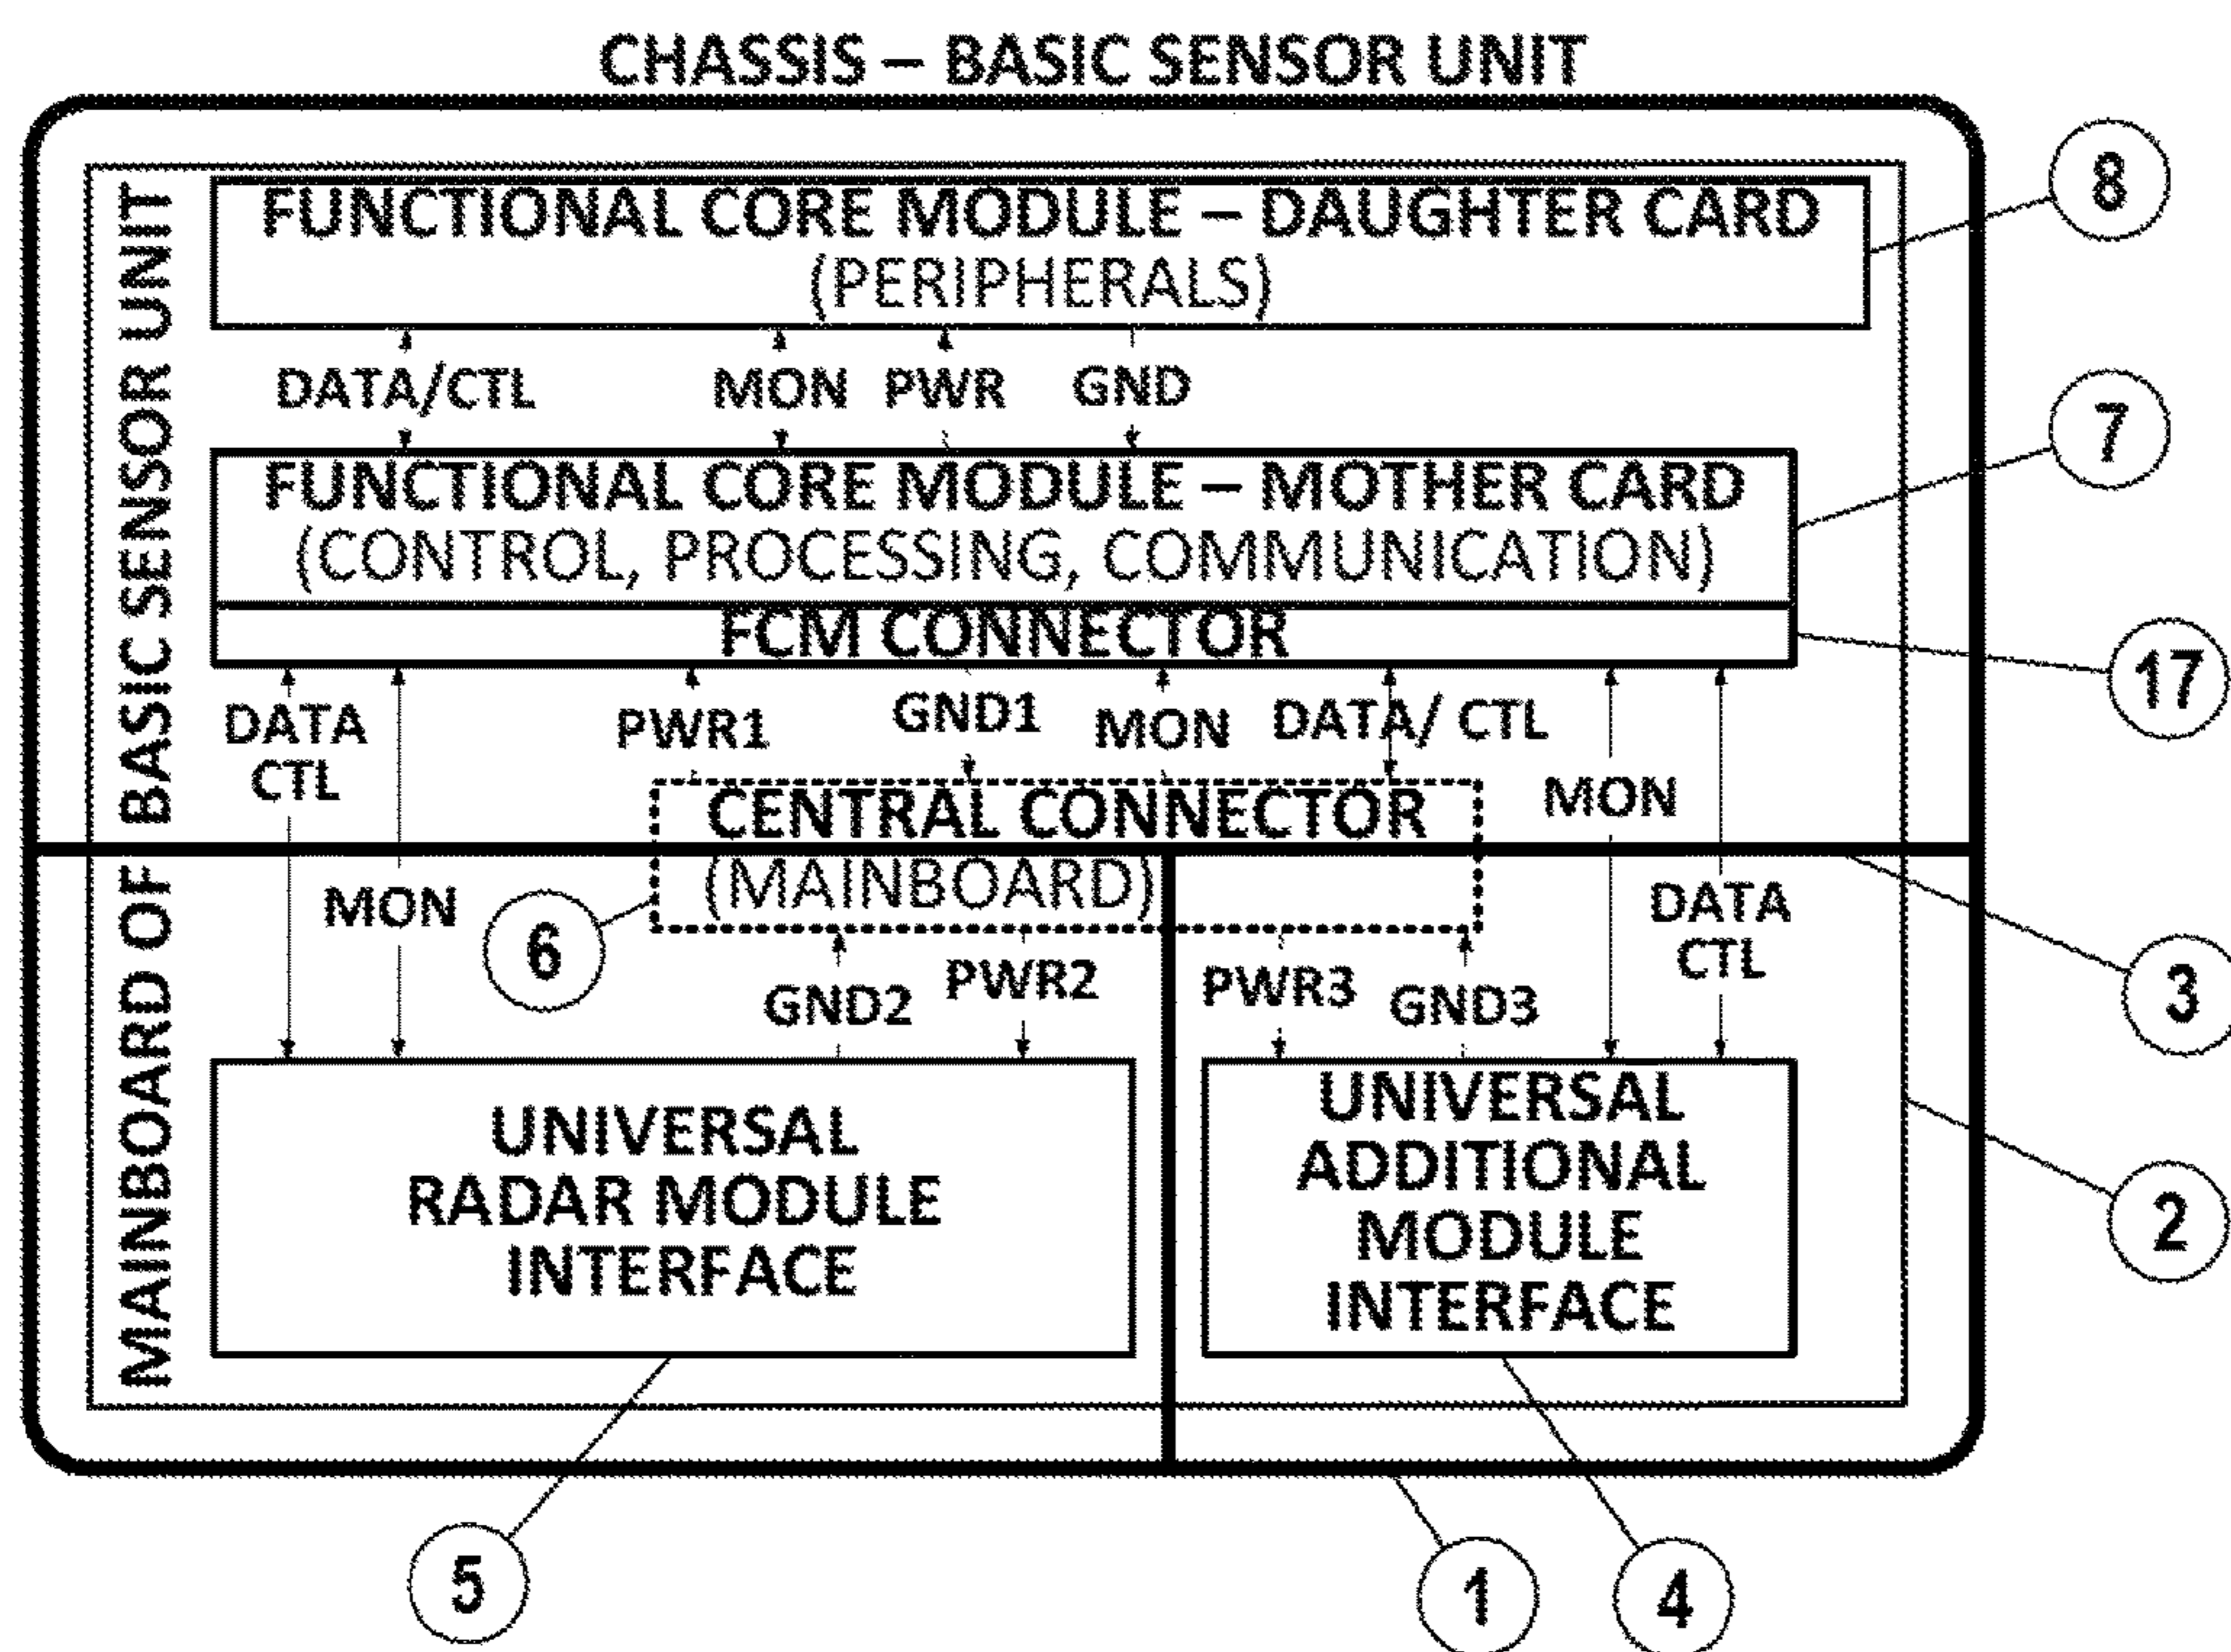 CHASSIS – BASIC SENSOR UNIT
MAINBOARD OF BASIC SENSOR UNIT
FUNCTIONAL CORE MODULE – DAUGHTER CARD
(PERIPHERALS)
8
DATA/CTL MON PWR GND
FUNCTIONAL CORE MODULE – MOTHER CARD
(CONTROL, PROCESSING, COMMUNICATION)
7
FCM CONNECTOR
17
DATA
CTL
MON
PWR1
GND1
MON
DATA/ CTL
MON
DATA
CTL
CENTRAL CONNECTOR
(MAINBOARD)
6
3
GND2
PWR2
PWR3
GND3
UNIVERSAL
RADAR MODULE
INTERFACE
UNIVERSAL
ADDITIONAL
MODULE
INTERFACE
2
5
1
4